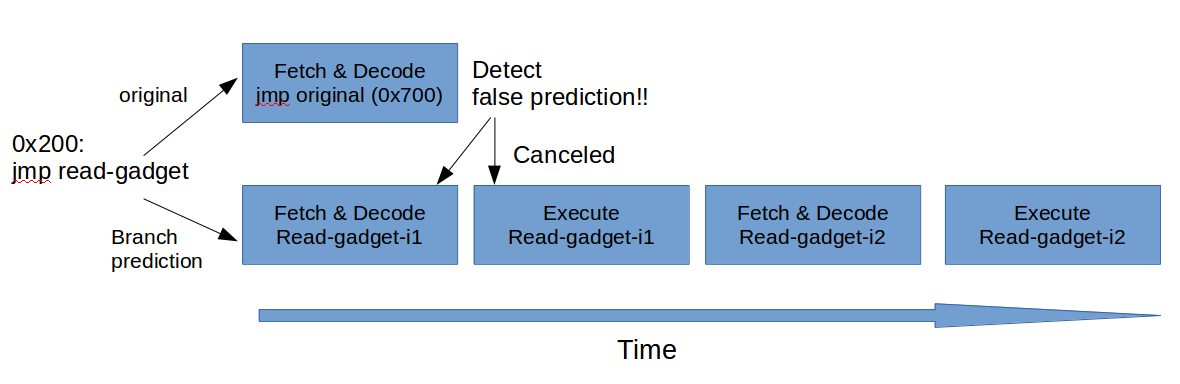 Fetch & Decode
jmp original (0x700)
Detect
false prediction!!
original
0x200:
jmp read-gadget
Canceled
Branch
prediction
Fetch & Decode
Read-gadget-i1
Execute
Read-gadget-i1
Fetch & Decode
Read-gadget-i2
Execute
Read-gadget-i2
Time